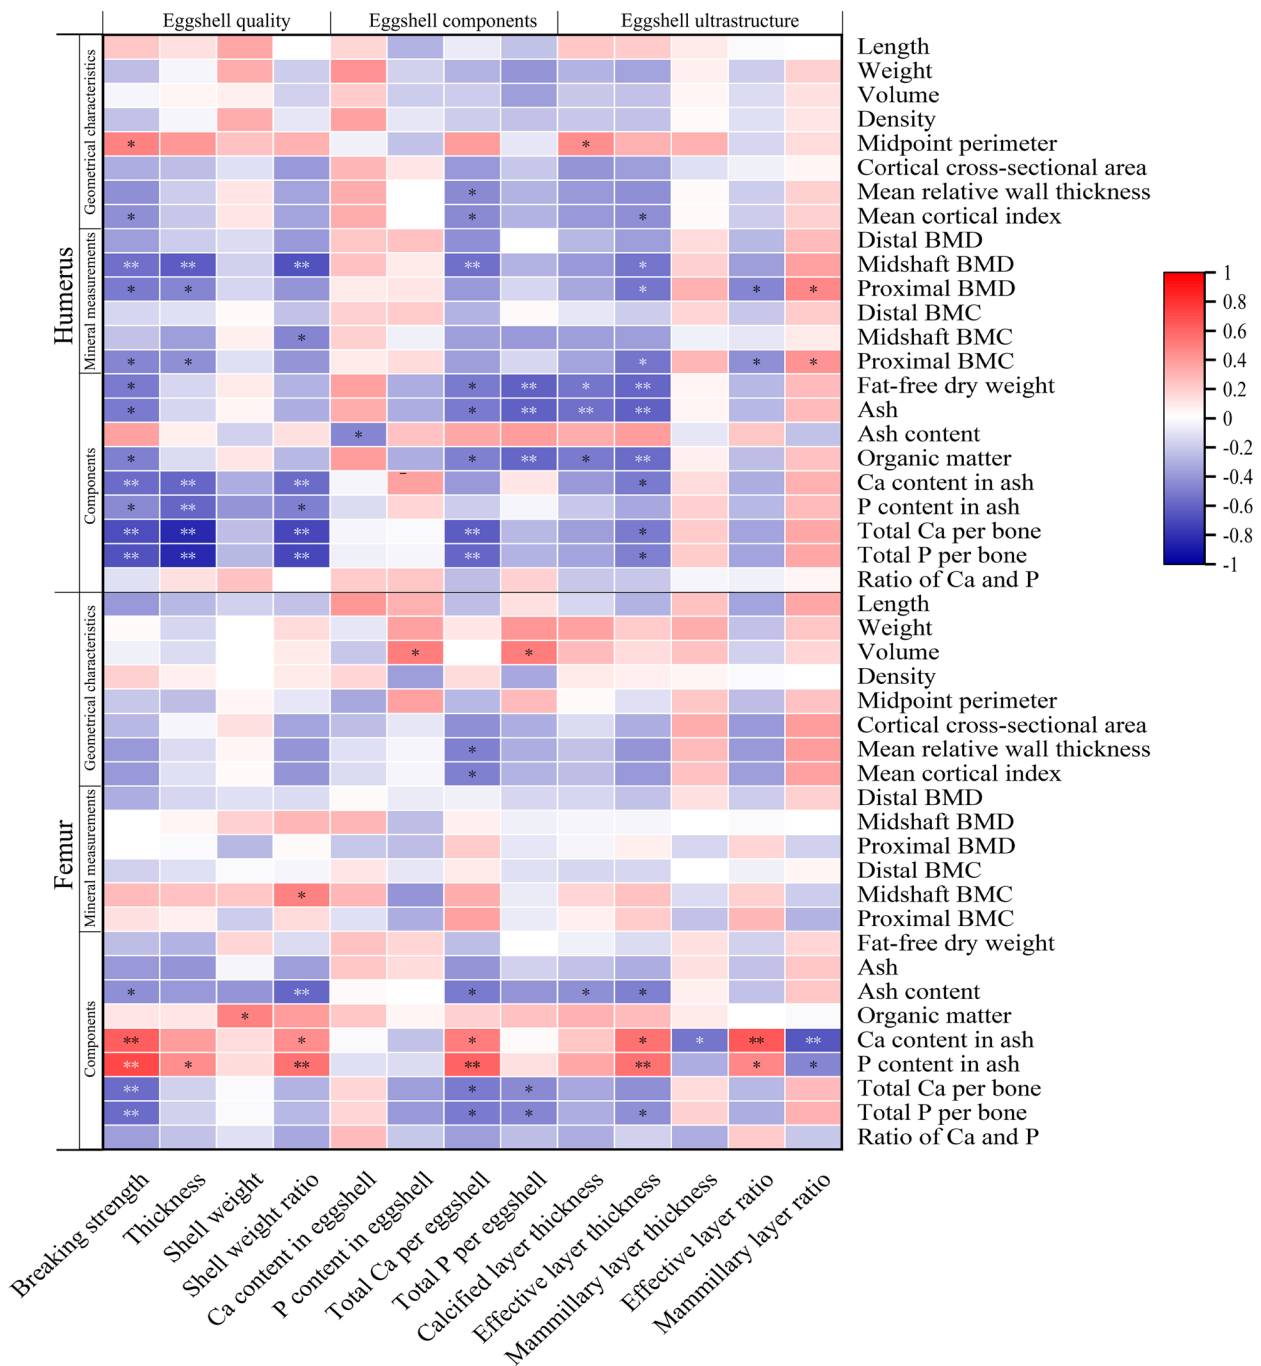 Eggshell quality Eggshell components Eggshell ultrastructure
Humerus
Geometrical characteristics
Length
Weight
Volume
Density
* * Midpoint perimeter
Cortical cross-sectional area
* Mean relative wall thickness
* * * Mean cortical index
Mineral measurements
Distal BMD
** ** ** ** * Midshaft BMD
* * * * * Proximal BMD
Distal BMC
* Midshaft BMC
* * * * * Proximal BMC
Components
* * ** * ** Fat-free dry weight
* * ** ** ** Ash
* Ash content
* * ** * ** Organic matter
** ** ** * Ca content in ash
* ** * P content in ash
** ** ** ** * Total Ca per bone
** ** ** ** * Total P per bone
Ratio of Ca and P
Femur
Geometrical characteristics
Length
Weight
* * Volume
Density
Midpoint perimeter
Cortical cross-sectional area
* Mean relative wall thickness
* Mean cortical index
Mineral measurements
Distal BMD
Midshaft BMD
Proximal BMD
Distal BMC
* Midshaft BMC
Proximal BMC
Components
Fat-free dry weight
Ash
* ** * * * Ash content
* Organic matter
** * * * * ** ** Ca content in ash
** * ** ** ** * * P content in ash
** * * Total Ca per bone
** * * * Total P per bone
Ratio of Ca and P
1
0.8
0.6
0.4
0.2
0
-0.2
-0.4
-0.6
-0.8
-1
Breaking strength
Thickness
Shell weight
Shell weight ratio
Ca content in eggshell
P content in eggshell
Total Ca per eggshell
Total P per eggshell
Calcified layer thickness
Effective layer thickness
Mammillary layer thickness
Effective layer ratio
Mammillary layer ratio